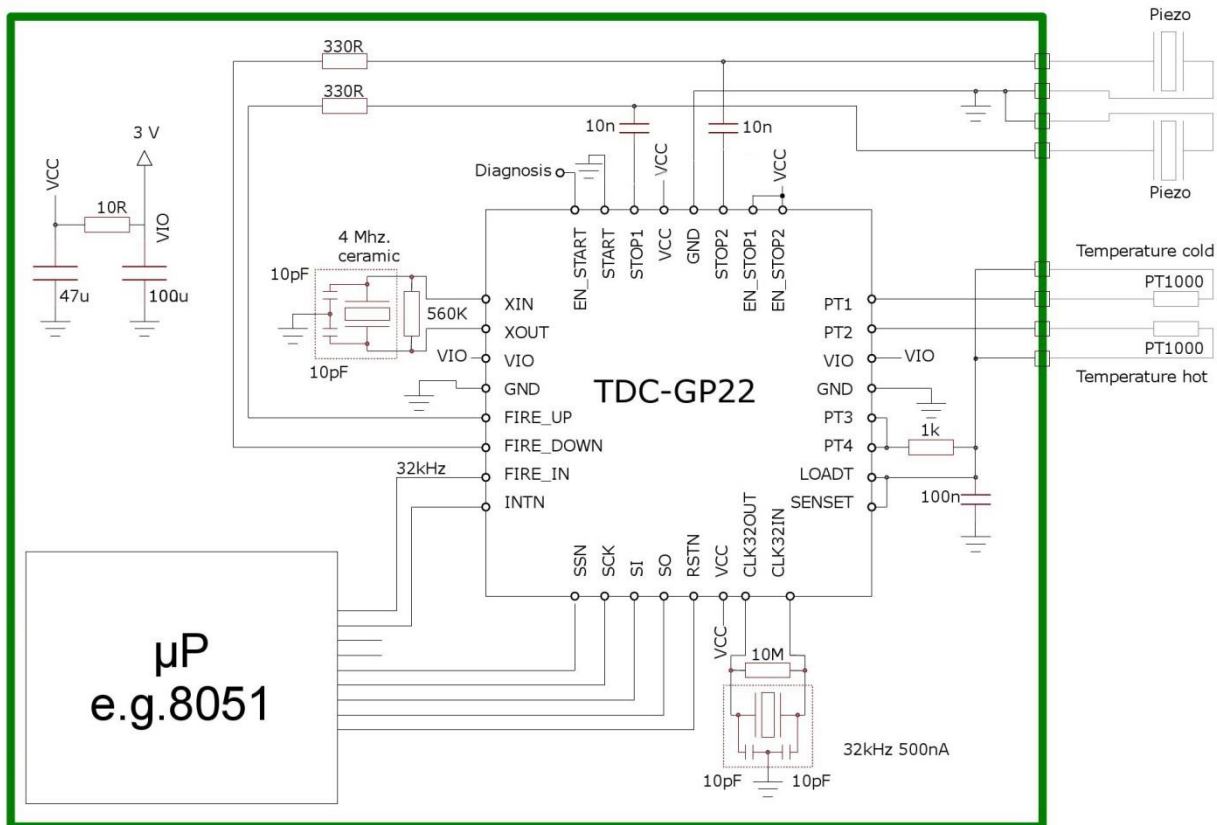 Piezo
330R
330R
10n
10n
3 V
VCC
10R
VIO
47u
100u
Diagnosis
VCC
VCC
Piezo
EN_START
START
STOP1
VCC
GND
STOP2
EN_STOP1
EN_STOP2
4 Mhz.
ceramic
10pF
560K
10pF
VIO
XIN
XOUT
VIO
GND
FIRE_UP
FIRE_DOWN
32kHz
FIRE_IN
INTN
TDC-GP22
PT1
PT2
VIO
VIO
GND
PT3
PT4
LOADT
SENSET
1k
100n
Temperature cold
PT1000
PT1000
Temperature hot
SSN
SCK
SI
SO
RSTN
VCC
CLK32OUT
CLK32IN
VCC
10M
32kHz 500nA
10pF
10pF
µP
e.g.8051